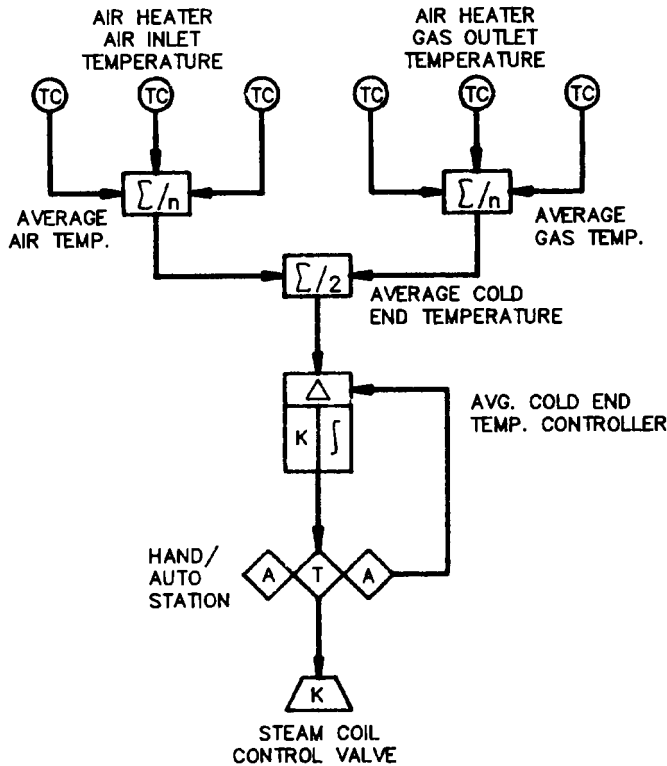 AIR HEATER
AIR INLET
TEMPERATURE
AIR HEATER
GAS OUTLET
TEMPERATURE
TC TC TC TC TC TC
Σ/n
Σ/n
AVERAGE
AIR TEMP.
AVERAGE
GAS TEMP.
Σ/2
AVERAGE COLD
END TEMPERATURE
△
K ∫
AVG. COLD END
TEMP. CONTROLLER
HAND/
AUTO
STATION
A T A
K
STEAM COIL
CONTROL VALVE